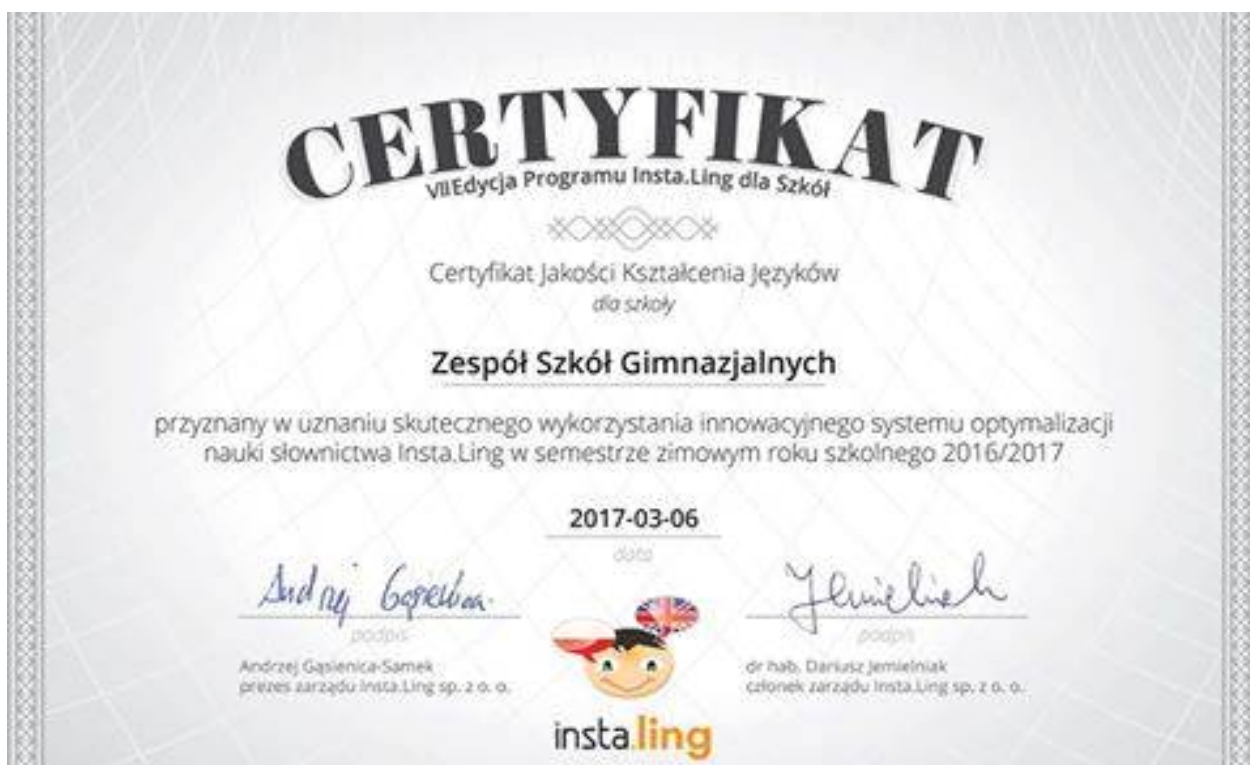 CERTYFIKAT
VII Edycja Programu Insta.Ling dla Szkół
Certyfikat Jakości Kształcenia Języków
dla szkoły
Zespół Szkół Gimnazjalnych
przyznany w uznaniu skutecznego wykorzystania innowacyjnego systemu optymalizacji
nauki słownictwa Insta.Ling w semestrze zimowym roku szkolnego 2016/2017
2017-03-06
data
podpis
Andrzej Gąsienica-Samek
prezes zarządu Insta.Ling sp. z o. o.
podpis
dr hab. Dariusz Jemielniak
członek zarządu Insta.Ling sp. z o. o.
insta.ling